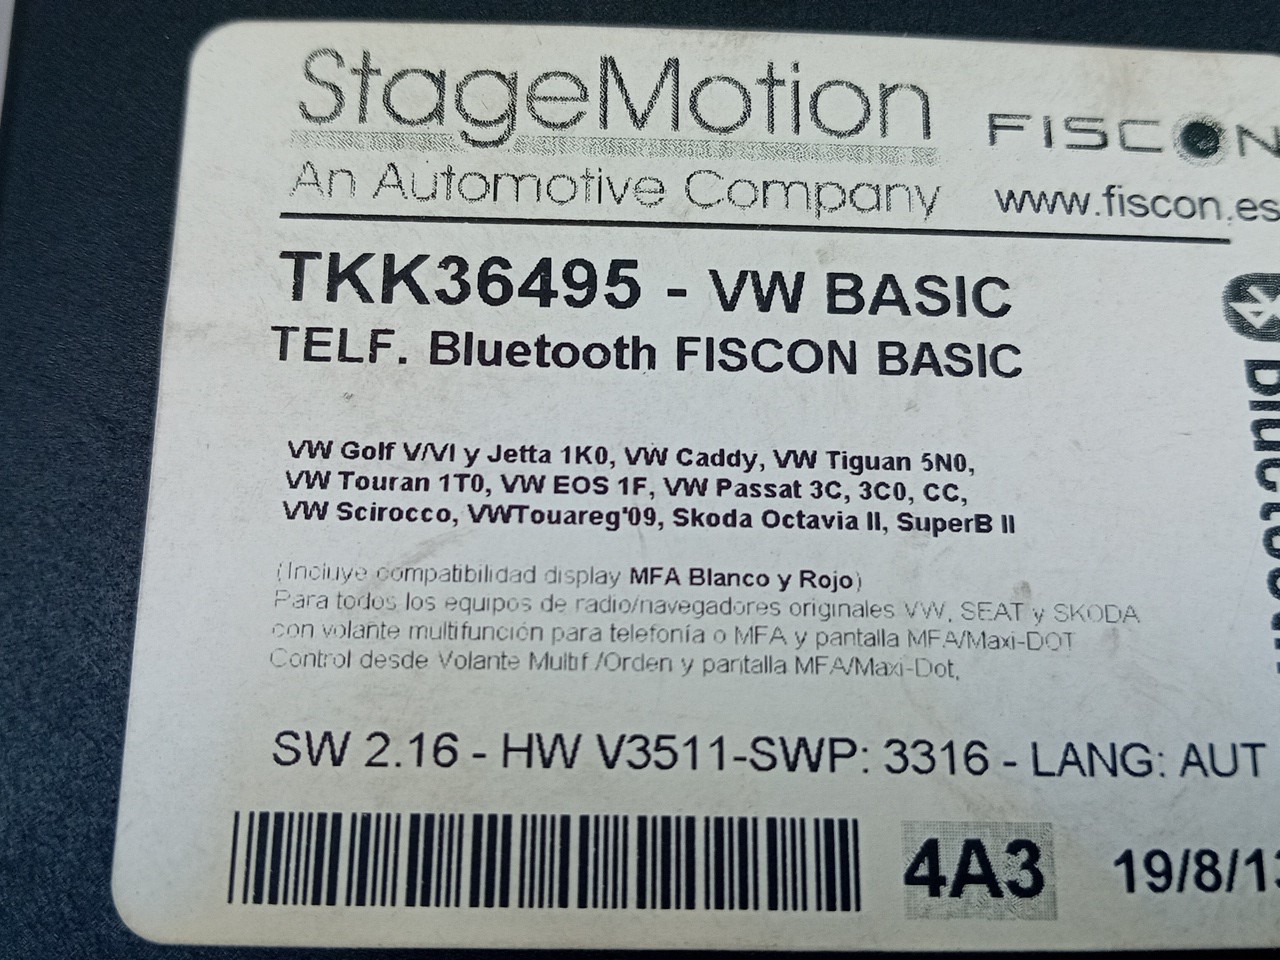 StageMotion
An Automotive Company
FISCON
www.fiscon.es
TKK36495 - VW BASIC
TELF. Bluetooth FISCON BASIC
VW Golf V/VI y Jetta 1K0, VW Caddy, VW Tiguan 5N0,
VW Touran 1T0, VW EOS 1F, VW Passat 3C, 3C0, CC,
VW Scirocco, VWTouareg'09, Skoda Octavia II, SuperB II
(Incluye compatibilidad display MFA Blanco y Rojo)
Para todos los equipos de radio/navegadores originales VW, SEAT y SKODA
con volante multifunción para telefonía o MFA y pantalla MFA/Maxi-DOT
Control desde Volante Multif./Orden y pantalla MFA/Maxi-Dot,
SW 2.16 - HW V3511-SWP: 3316 - LANG: AUT
4A3
19/8/13
Bluetooth